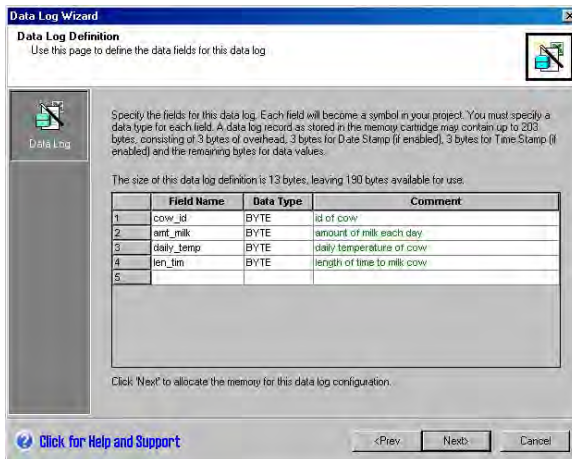 Data Log Wizard
Data Log Definition
Use this page to define the data fields for this data log
Data Log
Specify the fields for this data log. Each field will become a symbol in your project. You must specify a
data type for each field. A data log record as stored in the memory cartridge may contain up to 203
bytes, consisting of 3 bytes of overhead, 3 bytes for Date Stamp (if enabled), 3 bytes for Time Stamp (if
enabled) and the remaining bytes for data values.
The size of this data log definition is 13 bytes, leaving 190 bytes available for use.
Field Name Data Type Comment
1 cow_id BYTE id of cow
2 amt_milk BYTE amount of milk each day
3 daily_temp BYTE daily temperature of cow
4 len_tim BYTE length of time to milk cow
5
Click 'Next' to allocate the memory for this data log configuration.
Click for Help and Support
<Prev Next> Cancel